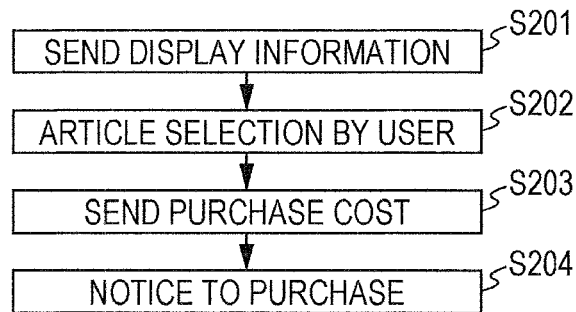 S201
SEND DISPLAY INFORMATION
S202
ARTICLE SELECTION BY USER
S203
SEND PURCHASE COST
S204
NOTICE TO PURCHASE